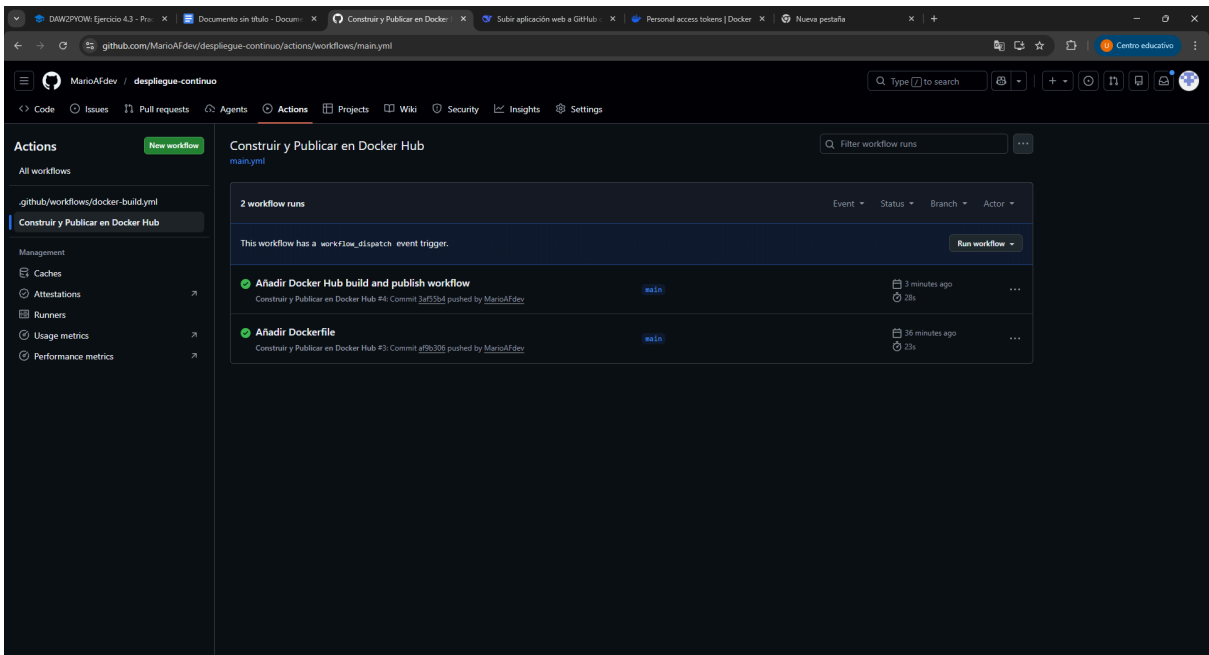 DAW2PYOW: Ejercicio 4.3 - Prac
Documento sin título - Docume
Construir y Publicar en Docker
Subir aplicación web a GitHub
Personal access tokens | Docker
Nueva pestaña
github.com/MarioAFdev/despliegue-continuo/actions/workflows/main.yml
Centro educativo
MarioAFdev / despliegue-continuo
Type / to search
Code Issues Pull requests Agents Actions Projects Wiki Security Insights Settings
Actions
New workflow
All workflows
.github/workflows/docker-build.yml
Construir y Publicar en Docker Hub
Management
Caches
Attestations
Runners
Usage metrics
Performance metrics
Construir y Publicar en Docker Hub
main.yml
Filter workflow runs
2 workflow runs
Event Status Branch Actor
This workflow has a workflow_dispatch event trigger.
Run workflow
Añadir Docker Hub build and publish workflow
Construir y Publicar en Docker Hub #4: Commit 3af55b4 pushed by MarioAFdev
main
3 minutes ago
28s
Añadir Dockerfile
Construir y Publicar en Docker Hub #3: Commit af9b306 pushed by MarioAFdev
main
36 minutes ago
23s